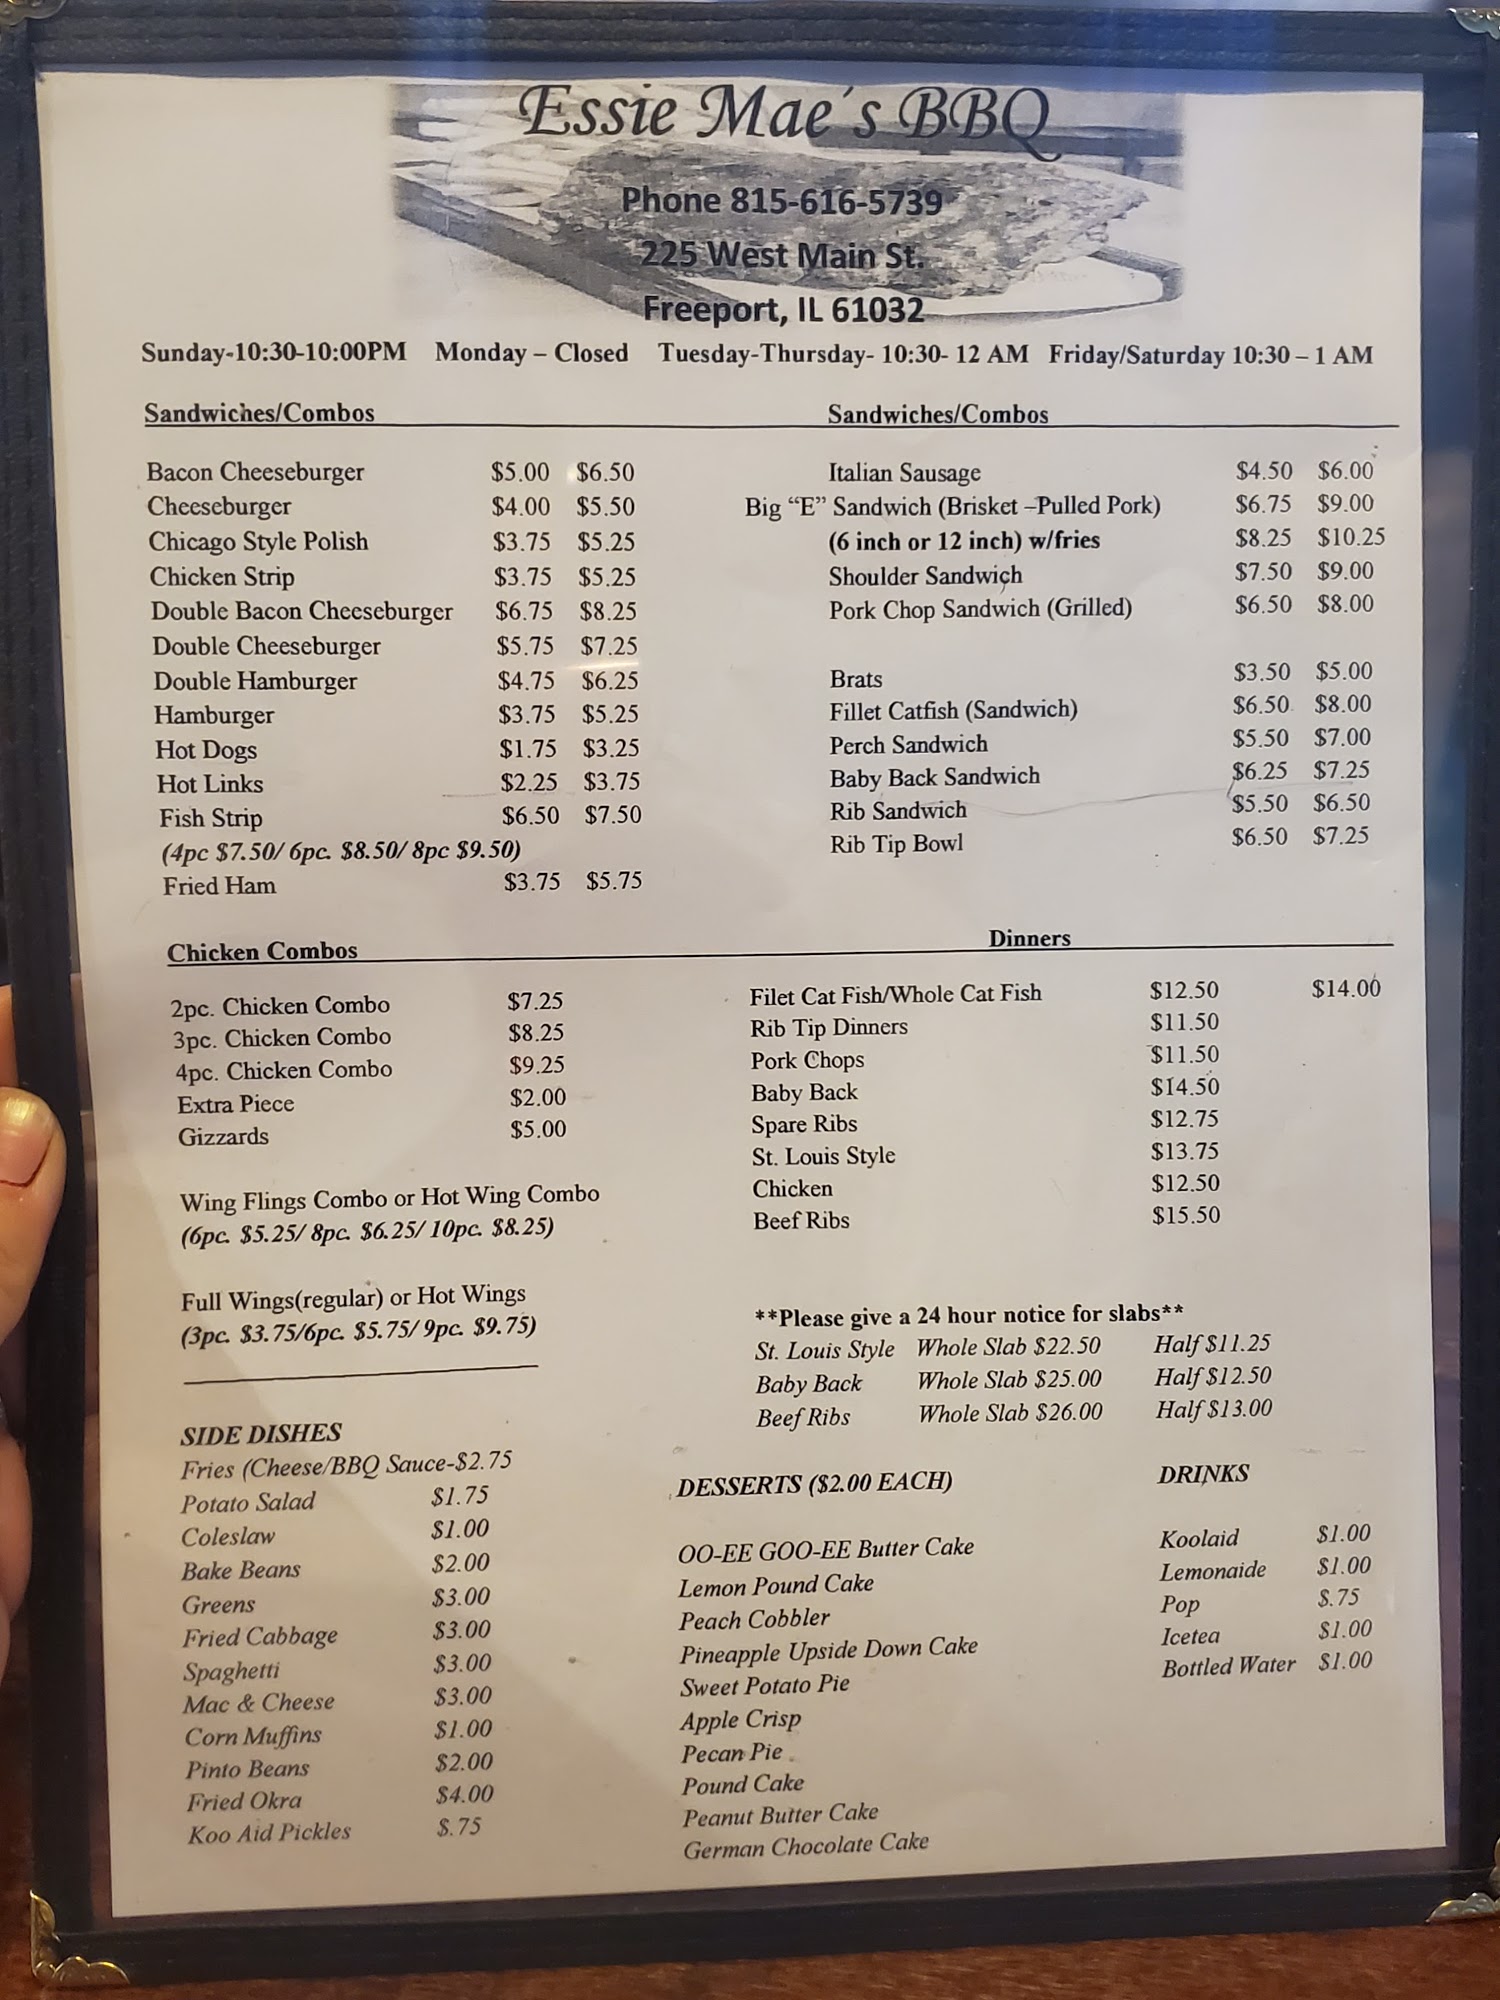 Essie Mae's BBQ
Phone 815-616-5739
225 West Main St.
Freeport, IL 61032
Sunday-10:30-10:00PM Monday – Closed Tuesday-Thursday- 10:30- 12 AM Friday/Saturday 10:30 – 1 AM
Sandwiches/Combos
Bacon Cheeseburger $5.00 $6.50
Cheeseburger $4.00 $5.50
Chicago Style Polish $3.75 $5.25
Chicken Strip $3.75 $5.25
Double Bacon Cheeseburger $6.75 $8.25
Double Cheeseburger $5.75 $7.25
Double Hamburger $4.75 $6.25
Hamburger $3.75 $5.25
Hot Dogs $1.75 $3.25
Hot Links $2.25 $3.75
Fish Strip $6.50 $7.50
(4pc $7.50/ 6pc. $8.50/ 8pc $9.50)
Fried Ham $3.75 $5.75
Sandwiches/Combos
Italian Sausage $4.50 $6.00
Big “E” Sandwich (Brisket –Pulled Pork) $6.75 $9.00
(6 inch or 12 inch) w/fries $8.25 $10.25
Shoulder Sandwich $7.50 $9.00
Pork Chop Sandwich (Grilled) $6.50 $8.00
Brats $3.50 $5.00
Fillet Catfish (Sandwich) $6.50 $8.00
Perch Sandwich $5.50 $7.00
Baby Back Sandwich $6.25 $7.25
Rib Sandwich $5.50 $6.50
Rib Tip Bowl $6.50 $7.25
Chicken Combos
2pc. Chicken Combo $7.25
3pc. Chicken Combo $8.25
4pc. Chicken Combo $9.25
Extra Piece $2.00
Gizzards $5.00
Wing Flings Combo or Hot Wing Combo
(6pc. $5.25/ 8pc. $6.25/ 10pc. $8.25)
Full Wings(regular) or Hot Wings
(3pc. $3.75/6pc. $5.75/ 9pc. $9.75)
Dinners
Filet Cat Fish/Whole Cat Fish $12.50 $14.00
Rib Tip Dinners $11.50
Pork Chops $11.50
Baby Back $14.50
Spare Ribs $12.75
St. Louis Style $13.75
Chicken $12.50
Beef Ribs $15.50
**Please give a 24 hour notice for slabs**
St. Louis Style Whole Slab $22.50 Half $11.25
Baby Back Whole Slab $25.00 Half $12.50
Beef Ribs Whole Slab $26.00 Half $13.00
SIDE DISHES
Fries (Cheese/BBQ Sauce-$2.75
Potato Salad $1.75
Coleslaw $1.00
Bake Beans $2.00
Greens $3.00
Fried Cabbage $3.00
Spaghetti $3.00
Mac & Cheese $3.00
Corn Muffins $1.00
Pinto Beans $2.00
Fried Okra $4.00
Koo Aid Pickles $.75
DESSERTS ($2.00 EACH)
OO-EE GOO-EE Butter Cake
Lemon Pound Cake
Peach Cobbler
Pineapple Upside Down Cake
Sweet Potato Pie
Apple Crisp
Pecan Pie
Pound Cake
Peanut Butter Cake
German Chocolate Cake
DRINKS
Koolaid $1.00
Lemonaide $1.00
Pop $.75
Icetea $1.00
Bottled Water $1.00